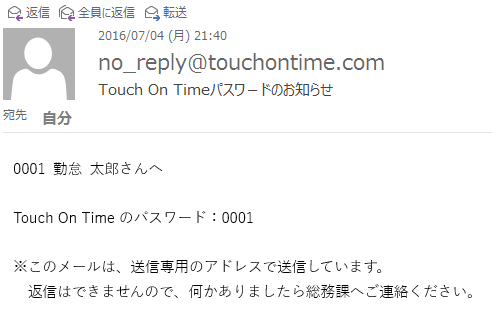 返信 全員に返信 転送
2016/07/04 (月) 21:40
no_reply@touchontime.com
Touch On Timeパスワードのお知らせ
宛先 自分
0001 勤怠 太郎さんへ
Touch On Time のパスワード：0001
※このメールは、送信専用のアドレスで送信しています。
返信はできませんので、何かありましたら総務課へご連絡ください。